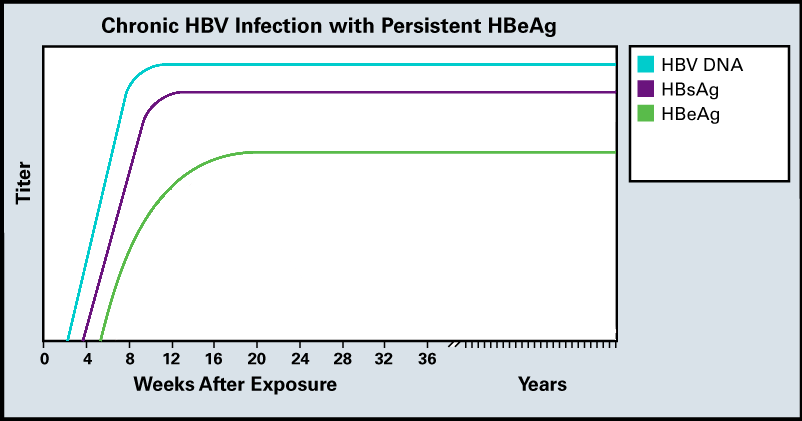 Chronic HBV Infection with Persistent HBeAg
HBV DNA
HBsAg
HBeAg
Titer
0 4 8 12 16 20 24 28 32 36
Weeks After Exposure Years